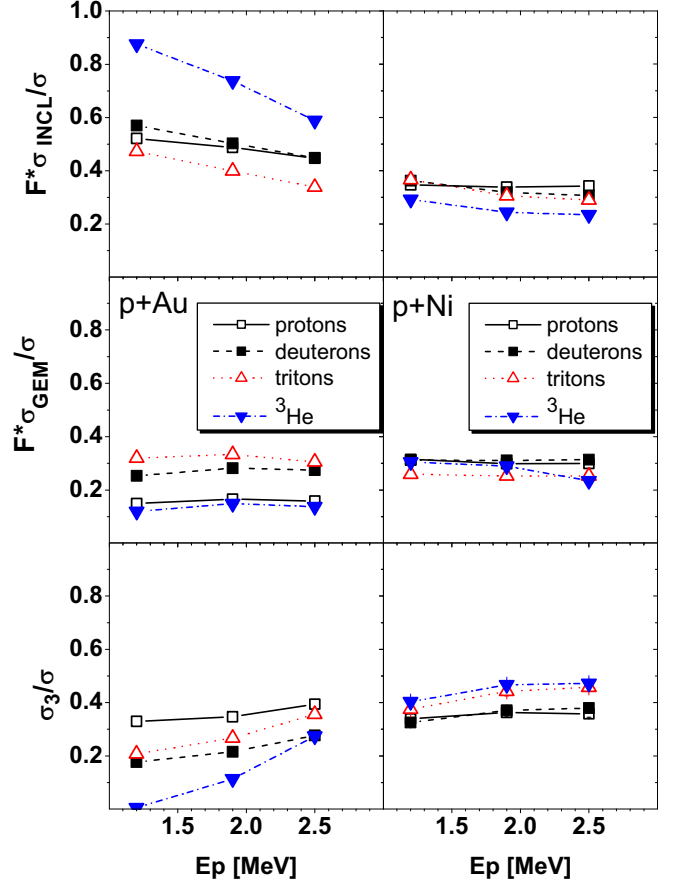 1.0
0.8
0.6
0.4
0.2
F*σ INCL/σ
p+Au
protons
deuterons
tritons
³He
p+Ni
protons
deuterons
tritons
³He
0.8
0.6
0.4
0.2
F*σGEM/σ
0.8
0.6
0.4
0.2
σ3/σ
1.5 2.0 2.5 1.5 2.0 2.5
Ep [MeV] Ep [MeV]